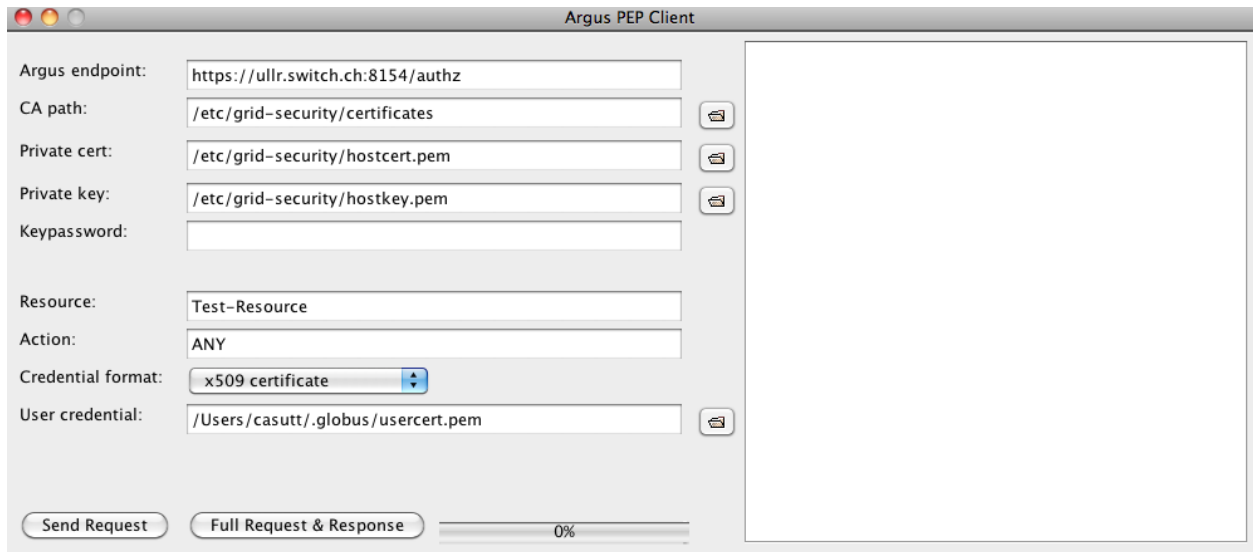 Argus PEP Client
Argus endpoint: https://ullr.switch.ch:8154/authz
CA path: /etc/grid-security/certificates
Private cert: /etc/grid-security/hostcert.pem
Private key: /etc/grid-security/hostkey.pem
Keypassword:
Resource: Test-Resource
Action: ANY
Credential format: x509 certificate
User credential: /Users/casutt/.globus/usercert.pem
Send Request Full Request & Response 0%